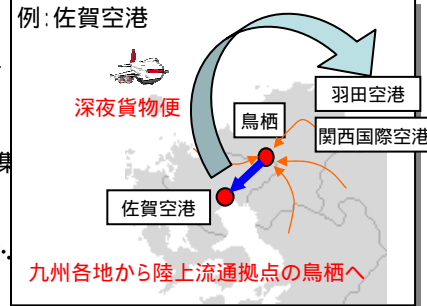 例:佐賀空港
深夜貨物便
羽田空港
鳥栖
関西国際空港
集
佐賀空港
九州各地から陸上流通拠点の鳥栖へ